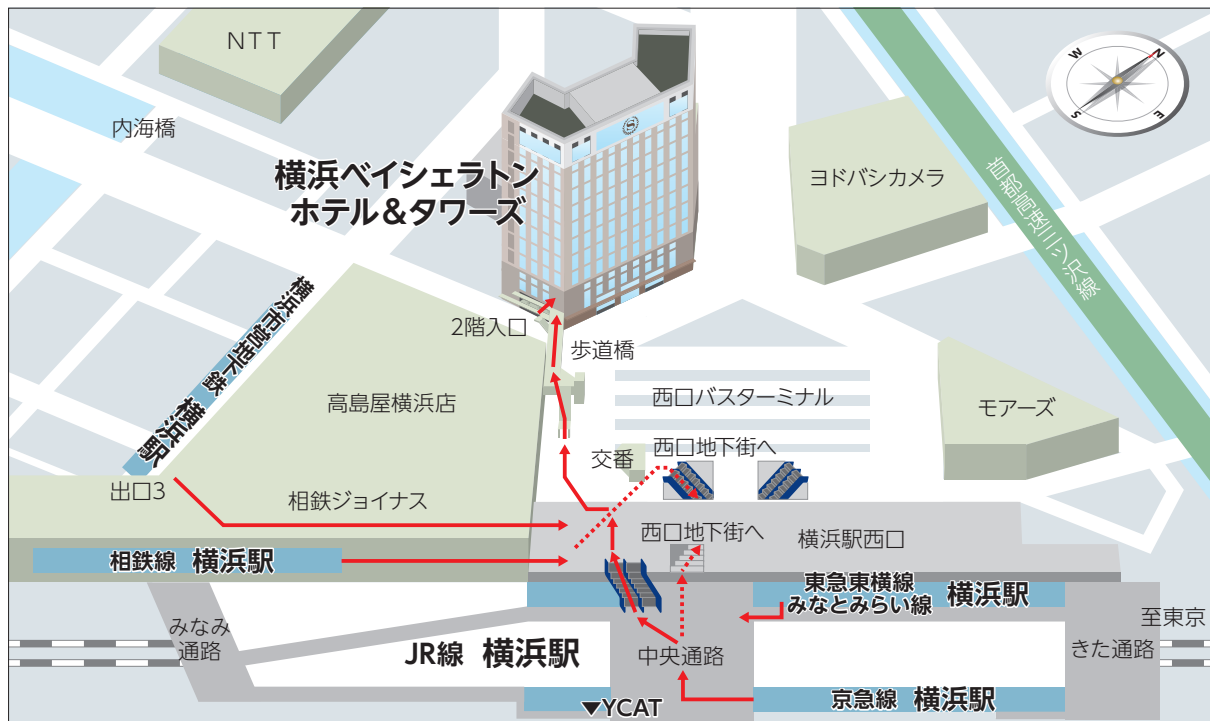 NTT
内海橋
横浜ベイシェラトン
ホテル&タワーズ
ヨドバシカメラ
W
N
S
E
首都高速三ツ沢線
横浜市営地下鉄 横浜駅
2階入口
歩道橋
高島屋横浜店
西口バスターミナル
モアーズ
交番
西口地下街へ
出口3
相鉄ジョイナス
西口地下街へ
横浜駅西口
相鉄線 横浜駅
東急東横線
みなとみらい線 横浜駅
みなみ
通路
JR線 横浜駅
中央通路
至東京
きた通路
京急線 横浜駅
▼YCAT